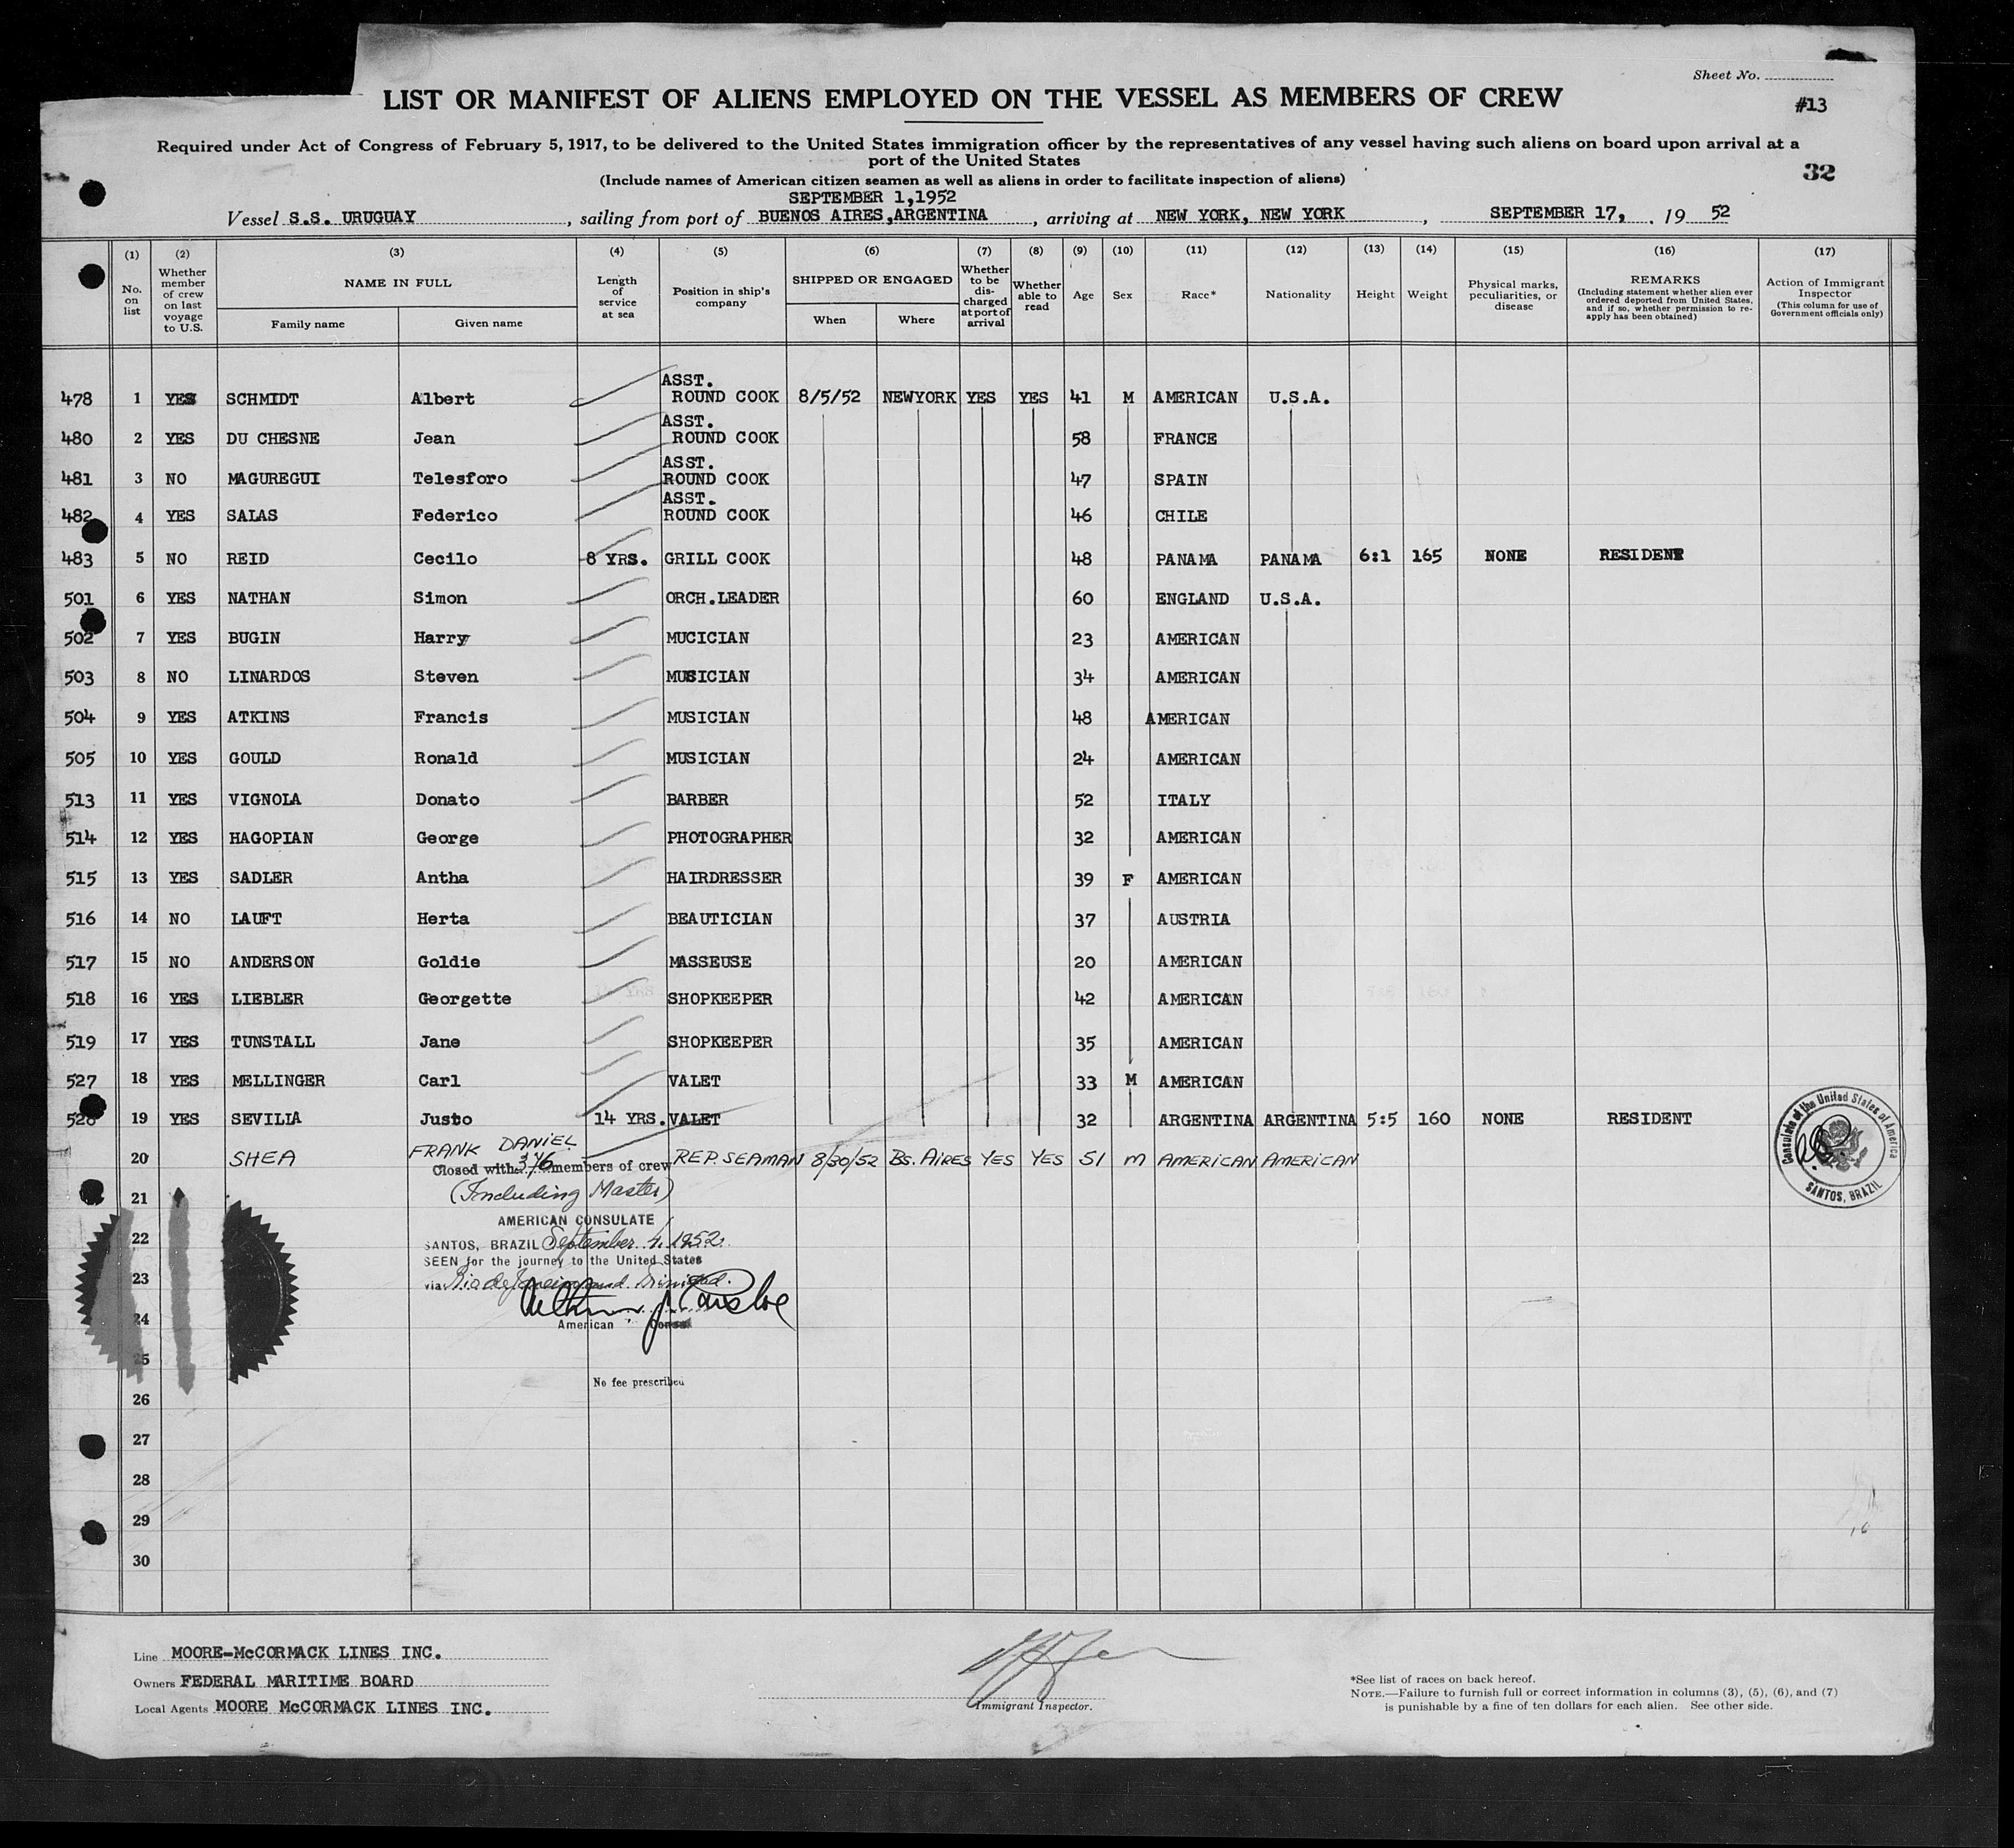 Sheet No.
#13
LIST OR MANIFEST OF ALIENS EMPLOYED ON THE VESSEL AS MEMBERS OF CREW
Required under Act of Congress of February 5, 1917, to be delivered to the United States immigration officer by the representatives of any vessel having such aliens on board upon arrival at a
port of the United States
32
(Include names of American citizen seamen as well as aliens in order to facilitate inspection of aliens)
SEPTEMBER 1,1952
Vessel S.S. URUGUAY, sailing from port of BUENOS AIRES,ARGENTINA, arriving at NEW YORK, NEW YORK, SEPTEMBER 17, 19 52
(1) (2) (3) (4) (5) (6) (7) (8) (9) (10) (11) (12) (13) (14) (15) (16) (17)
No. on list
Whether member of crew on last voyage to U.S.
NAME IN FULL
Family name Given name
Length of service at sea
Position in ship's company
SHIPPED OR ENGAGED
When Where
Whether to be discharged at port of arrival
Whether able to read
Age
Sex
Race*
Nationality
Height
Weight
Physical marks, peculiarities, or disease
REMARKS
(Including statement whether alien ever ordered deported from United States, and if so, whether permission to re-apply has been obtained)
Action of Immigrant Inspector
(This column for use of Government officials only)
478 1 YES SCHMIDT Albert ASST. ROUND COOK 8/5/52 NEWYORK YES YES 41 M AMERICAN U.S.A.
480 2 YES DU CHESNE Jean ASST. ROUND COOK 58 FRANCE
481 3 NO MAGUREGUI Telesforo ASST. ROUND COOK 47 SPAIN
482 4 YES SALAS Federico ASST. ROUND COOK 46 CHILE
483 5 NO REID Cecilo 8 YRS. GRILL COOK 48 PANAMA PANAMA 6:1 165 NONE RESIDENT
501 6 YES NATHAN Simon ORCH.LEADER 60 ENGLAND U.S.A.
502 7 YES BUGIN Harry MUCICIAN 23 AMERICAN
503 8 NO LINARDOS Steven MUSICIAN 34 AMERICAN
504 9 YES ATKINS Francis MUSICIAN 48 AMERICAN
505 10 YES GOULD Ronald MUSICIAN 24 AMERICAN
513 11 YES VIGNOLA Donato BARBER 52 ITALY
514 12 YES HAGOPIAN George PHOTOGRAPHER 32 AMERICAN
515 13 YES SADLER Antha HAIRDRESSER 39 F AMERICAN
516 14 NO LAUFT Herta BEAUTICIAN 37 AUSTRIA
517 15 NO ANDERSON Goldie MASSEUSE 20 AMERICAN
518 16 YES LIEBLER Georgette SHOPKEEPER 42 AMERICAN
519 17 YES TUNSTALL Jane SHOPKEEPER 35 AMERICAN
527 18 YES MELLINGER Carl VALET 33 M AMERICAN
528 19 YES SEVILLA Justo 14 YRS. VALET 32 ARGENTINA ARGENTINA 5:5 160 NONE RESIDENT
20 SHEA FRANK DANIEL REP. SEAMAN 8/30/52 BS. AIRES YES YES 51 M AMERICAN AMERICAN
Closed with 376 members of crew
(Including Master)
21
AMERICAN CONSULATE
22
SANTOS, BRAZIL September 4, 1952
SEEN for the journey to the United States
23
via Rio de Janeiro and Trinidad.
24
American Consul
25
No fee prescribed
26
27
28
29
30
Consulate of the United States of America
SANTOS, BRAZIL
Line MOORE-McCORMACK LINES INC.
Owners FEDERAL MARITIME BOARD
Local Agents MOORE McCORMACK LINES INC.
Immigrant Inspector.
*See list of races on back hereof.
NOTE.—Failure to furnish full or correct information in columns (3), (5), (6), and (7)
is punishable by a fine of ten dollars for each alien. See other side.